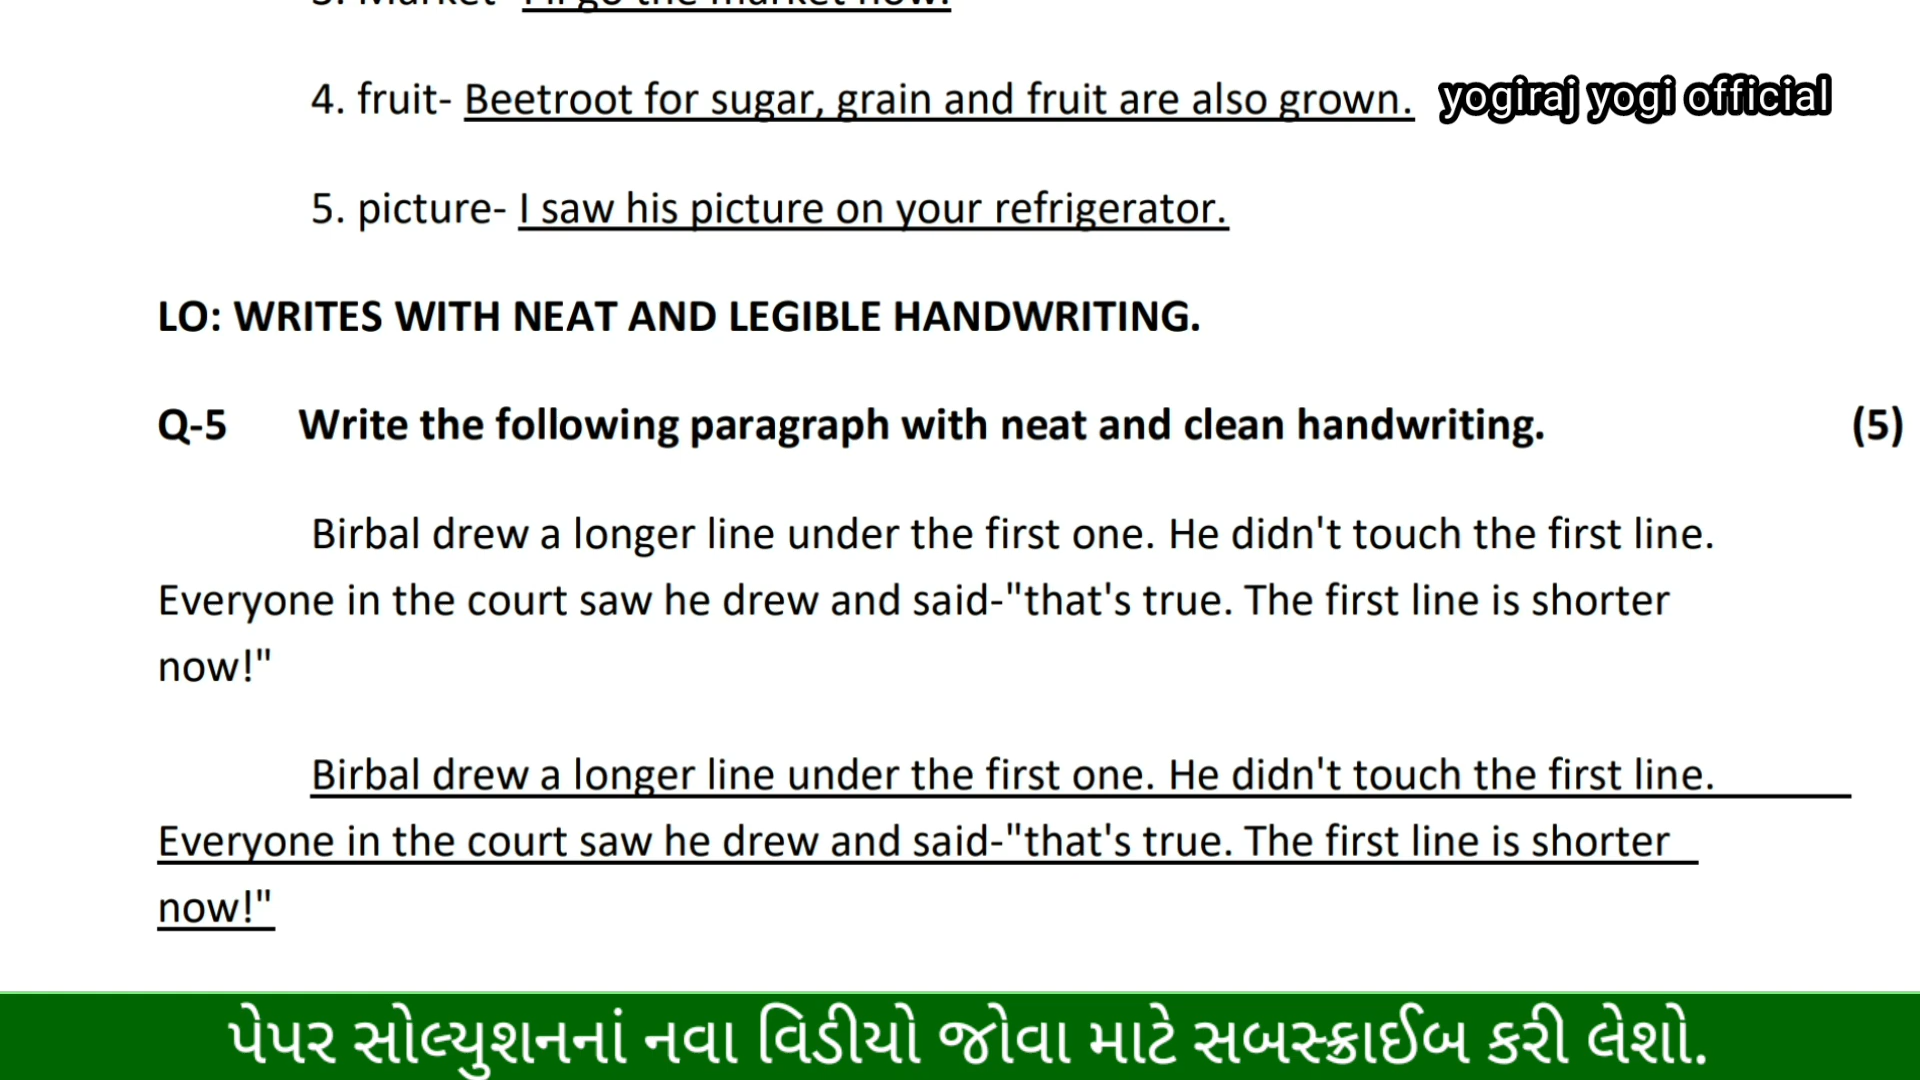 4. fruit- Beetroot for sugar, grain and fruit are also grown. yogiraj yogi official
5. picture- I saw his picture on your refrigerator.
LO: WRITES WITH NEAT AND LEGIBLE HANDWRITING.
Q-5 Write the following paragraph with neat and clean handwriting. (5)
Birbal drew a longer line under the first one. He didn't touch the first line.
Everyone in the court saw he drew and said-"that's true. The first line is shorter
now!"
Birbal drew a longer line under the first one. He didn't touch the first line.
Everyone in the court saw he drew and said-"that's true. The first line is shorter
now!"
પેપર સોલ્યુશનનાં નવા વિડીયો જોવા માટે સબસ્ક્રાઈબ કરી લેશો.